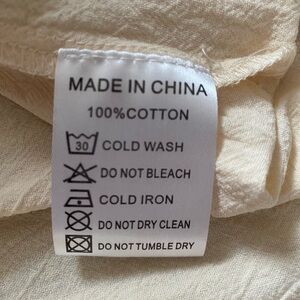 MADE IN CHINA
100%COTTON
30 COLD WASH
DO NOT BLEACH
COLD IRON
DO NOT DRY CLEAN
DO NOT TUMBLE DRY